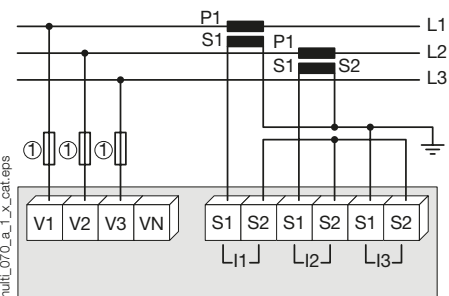 P1 L1
S1 P1 L2
S1 S2 L3
1 1 1
V1 V2 V3 VN S1 S2 S1 S2 S1 S2
I1 I2 I3
multi_070_a_1_x_cat.eps